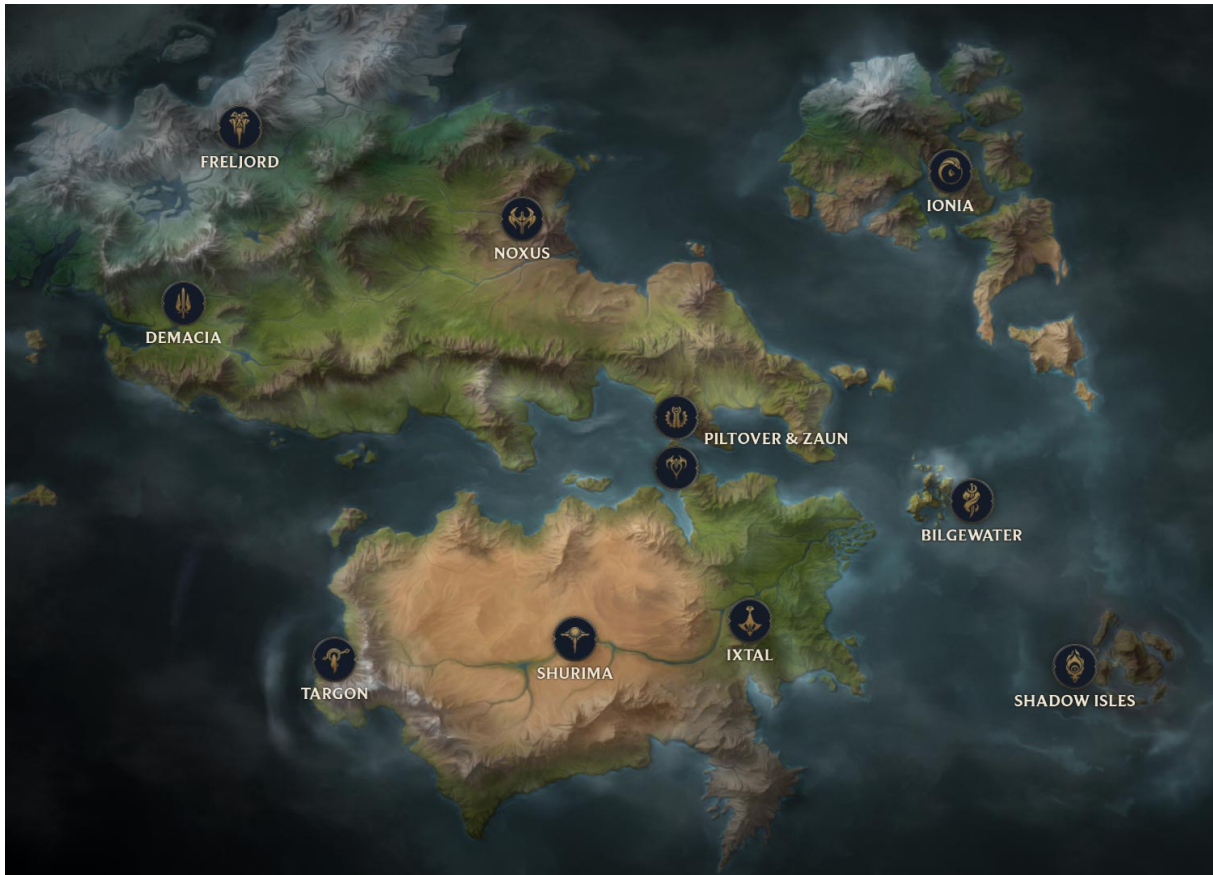 FRELJORD
IONIA
NOXUS
DEMACIA
PILTOVER & ZAUN
BILGEWATER
IXTAL
SHURIMA
TARGON
SHADOW ISLES